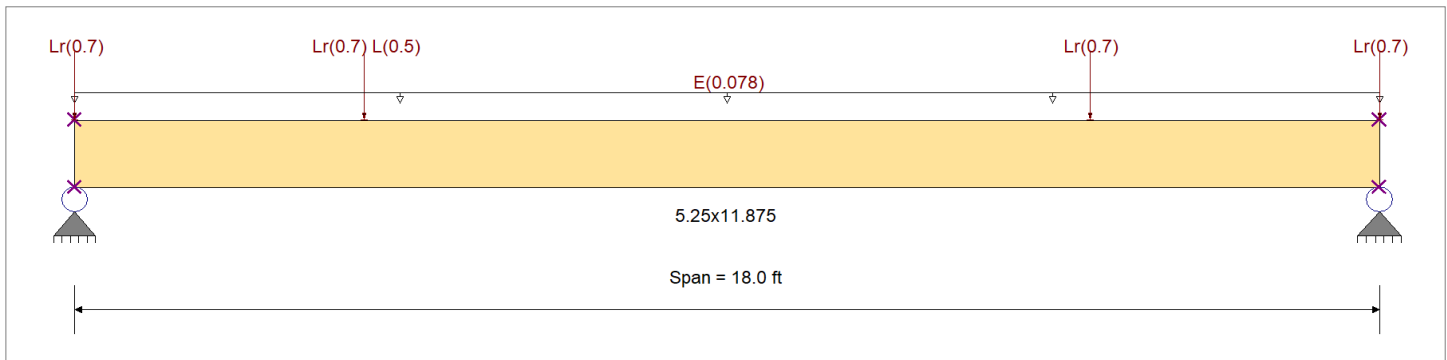 Lr(0.7) Lr(0.7) L(0.5) Lr(0.7) Lr(0.7)
E(0.078)
5.25x11.875
Span = 18.0 ft